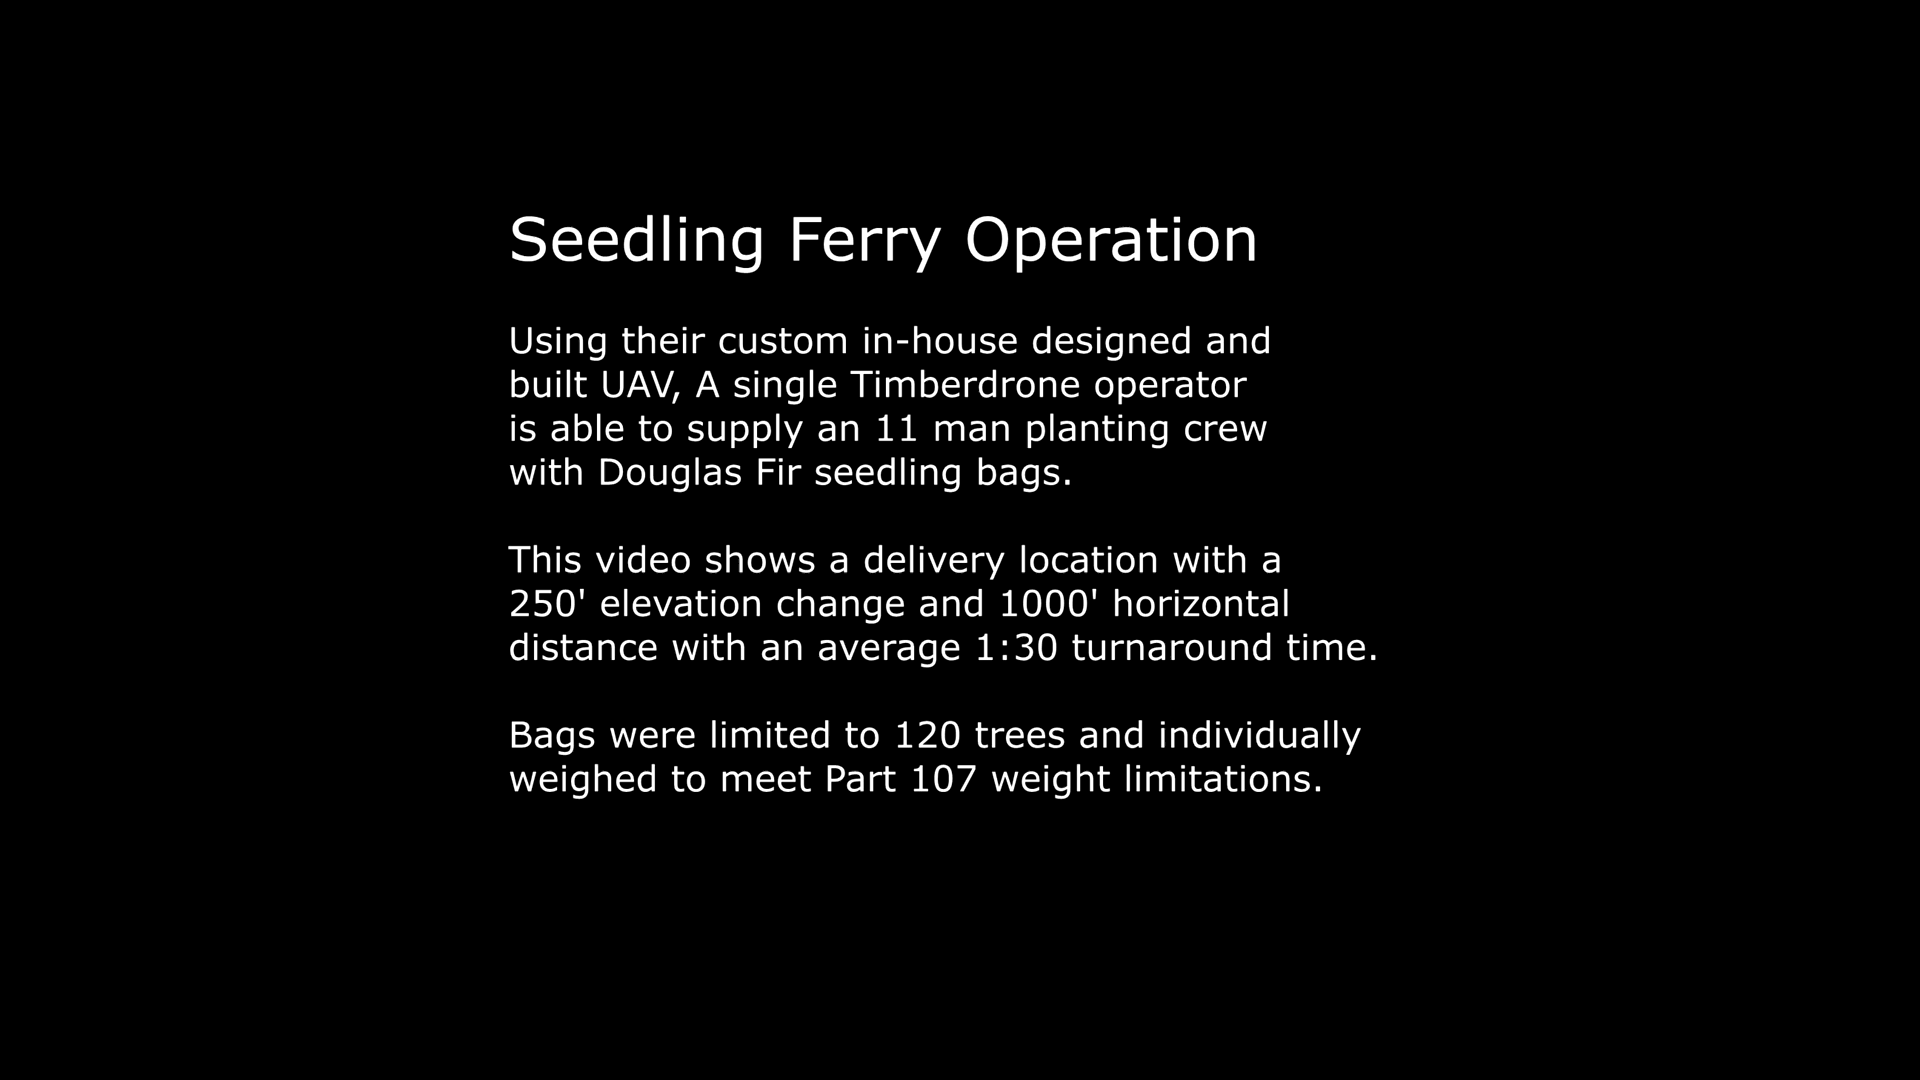 Seedling Ferry Operation
Using their custom in-house designed and
built UAV, A single Timberdrone operator
is able to supply an 11 man planting crew
with Douglas Fir seedling bags.
This video shows a delivery location with a
250' elevation change and 1000' horizontal
distance with an average 1:30 turnaround time.
Bags were limited to 120 trees and individually
weighed to meet Part 107 weight limitations.